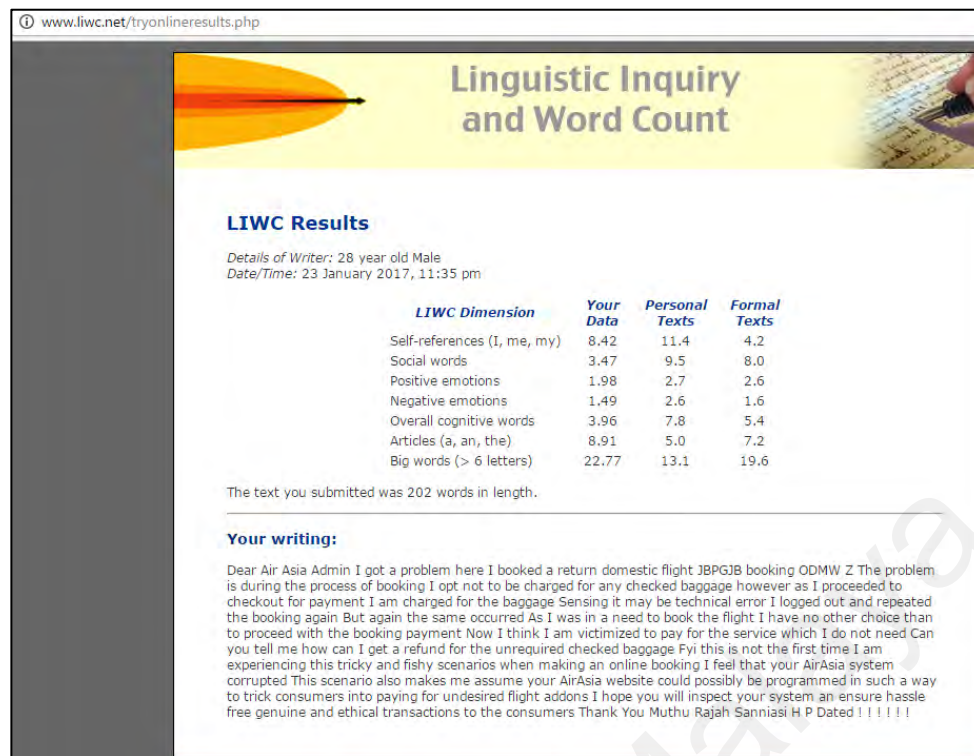 www.liwc.net/tryonlineresults.php
Linguistic Inquiry
and Word Count
LIWC Results
Details of Writer: 28 year old Male
Date/Time: 23 January 2017, 11:35 pm
LIWC Dimension Your Data Personal Texts Formal Texts
Self-references (I, me, my) 8.42 11.4 4.2
Social words 3.47 9.5 8.0
Positive emotions 1.98 2.7 2.6
Negative emotions 1.49 2.6 1.6
Overall cognitive words 3.96 7.8 5.4
Articles (a, an, the) 8.91 5.0 7.2
Big words (> 6 letters) 22.77 13.1 19.6
The text you submitted was 202 words in length.
Your writing:
Dear Air Asia Admin I got a problem here I booked a return domestic flight JBPGJB booking ODMW Z The problem
is during the process of booking I opt not to be charged for any checked baggage however as I proceeded to
checkout for payment I am charged for the baggage Sensing it may be technical error I logged out and repeated
the booking again But again the same occurred As I was in a need to book the flight I have no other choice than
to proceed with the booking payment Now I think I am victimized to pay for the service which I do not need Can
you tell me how can I get a refund for the unrequired checked baggage Fyi this is not the first time I am
experiencing this tricky and fishy scenarios when making an online booking I feel that your AirAsia system
corrupted This scenario also makes me assume your AirAsia website could possibly be programmed in such a way
to trick consumers into paying for undesired flight addons I hope you will inspect your system an ensure hassle
free genuine and ethical transactions to the consumers Thank You Muthu Rajah Sanniasi H P Dated ! ! ! ! ! !